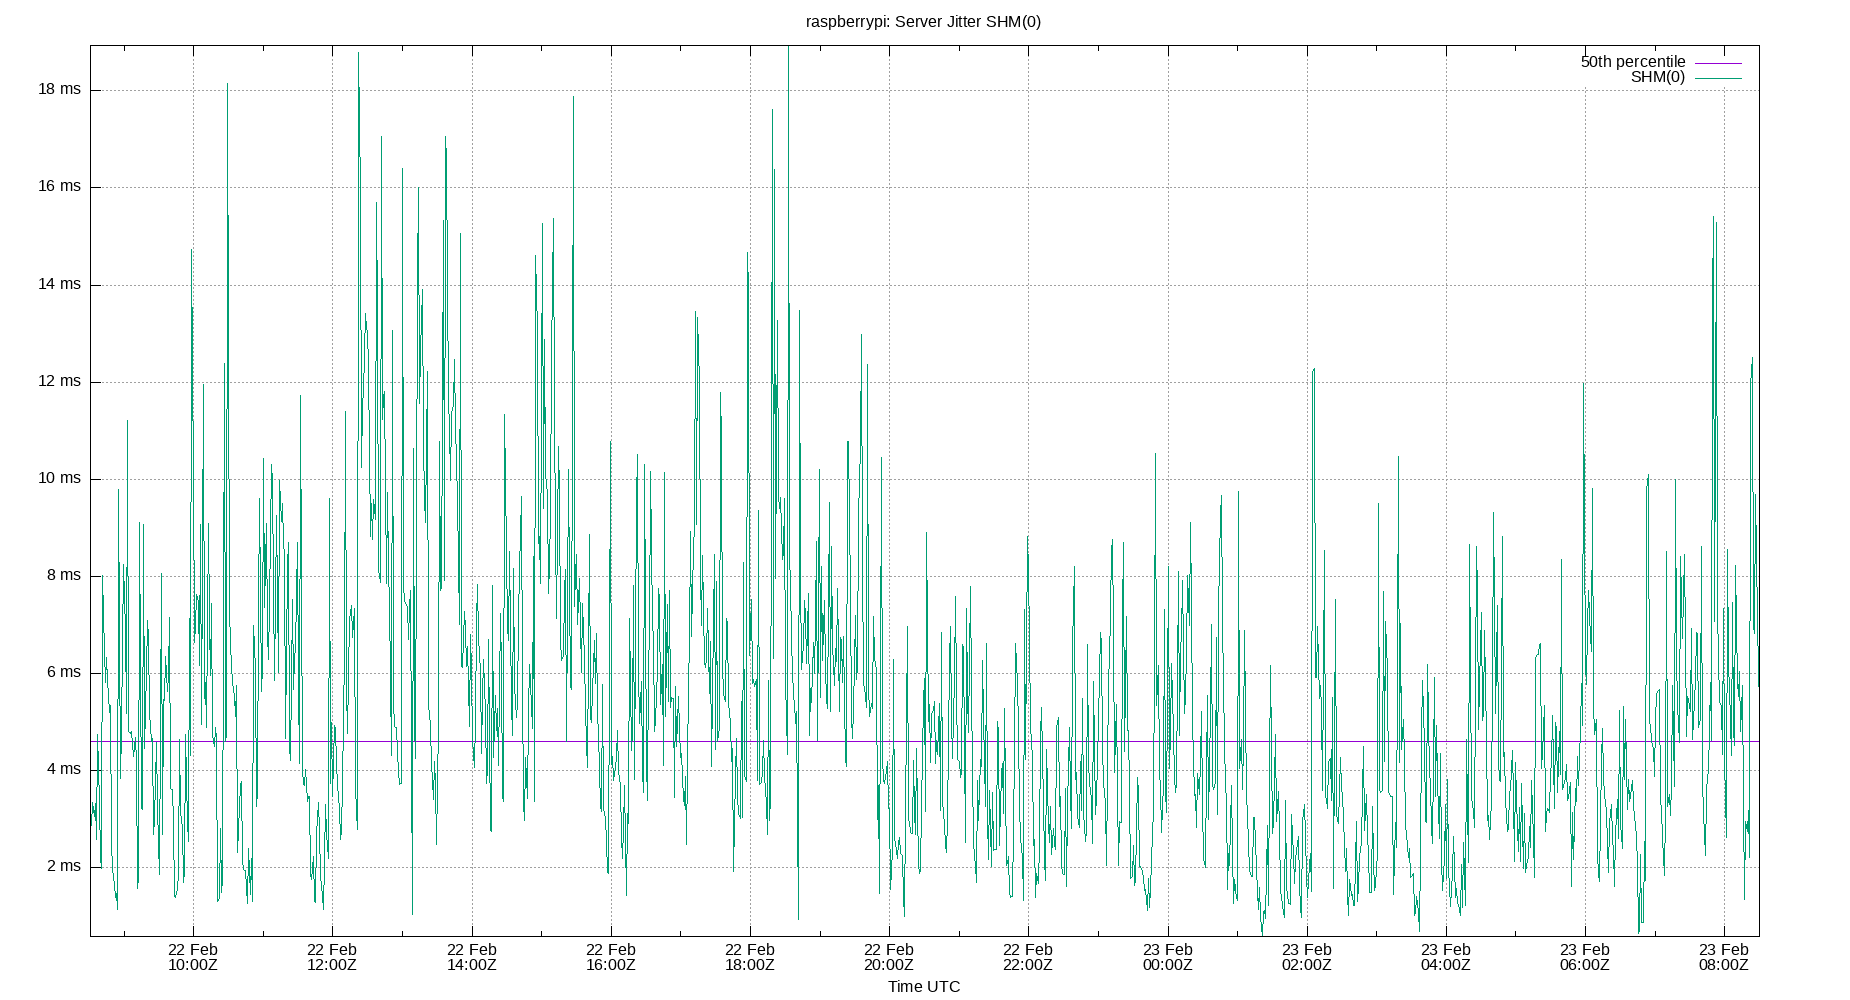 raspberrypi: Server Jitter SHM(0)
50th percentile
SHM(0)
18 ms
16 ms
14 ms
12 ms
10 ms
8 ms
6 ms
4 ms
2 ms
22 Feb 22 Feb 22 Feb 22 Feb 22 Feb 22 Feb 22 Feb 23 Feb 23 Feb 23 Feb 23 Feb 23 Feb
10:00Z 12:00Z 14:00Z 16:00Z 18:00Z 20:00Z 22:00Z 00:00Z 02:00Z 04:00Z 06:00Z 08:00Z
Time UTC